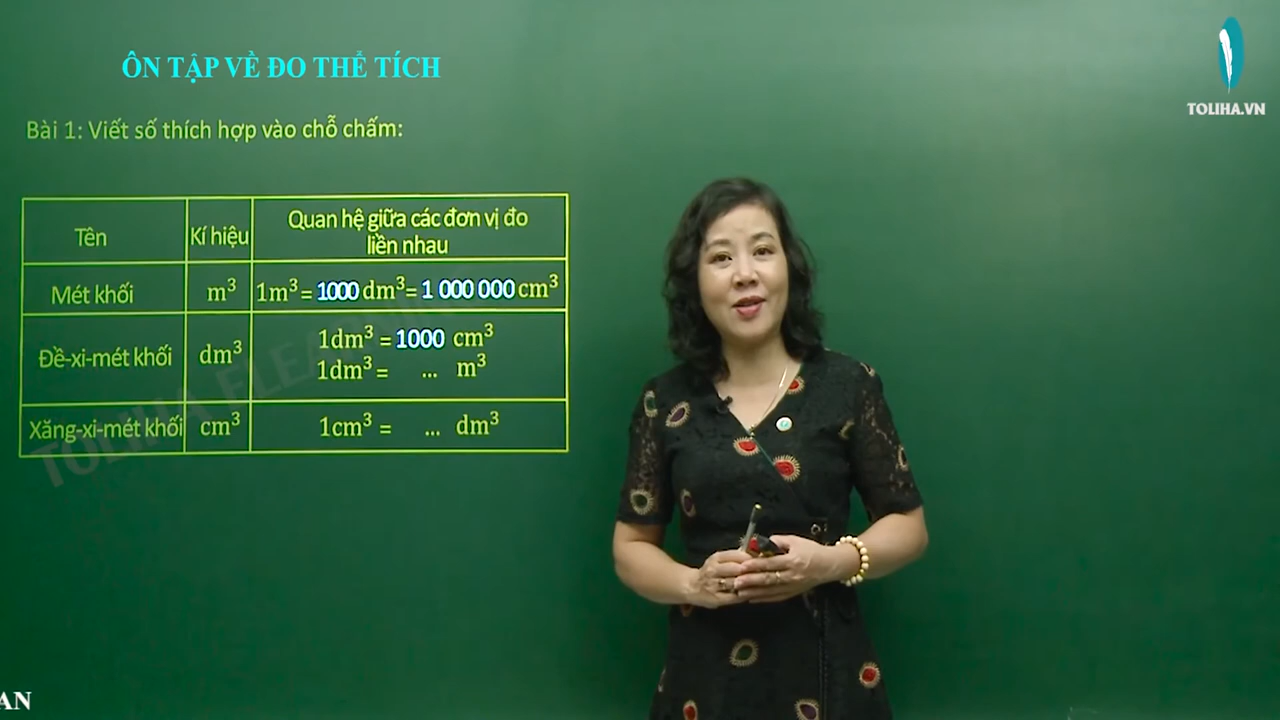 ÔN TẬP VỀ ĐO THỂ TÍCH
TOLIHA.VN
Bài 1: Viết số thích hợp vào chỗ chấm:
Tên
Kí hiệu
Quan hệ giữa các đơn vị đo
liền nhau
Mét khối
m³
1m³ = 1000 dm³ = 1 000 000 cm³
Đề-xi-mét khối
dm³
1dm³ = 1000 cm³
1dm³ = ... m³
Xăng-xi-mét khối
cm³
1cm³ = ... dm³
TOLIHA ELEARNING
AN